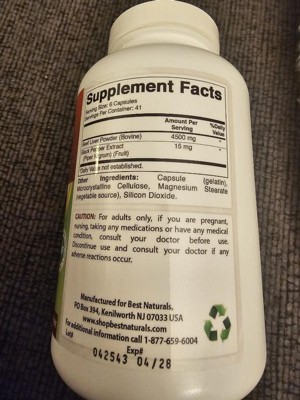 Supplement Facts
Serving Size: 6 Capsules
Servings Per Container: 41
Amount Per Serving
%Daily Value
Beef Liver Powder (Bovine) 4500 mg *
Black Pepper Extract 15 mg *
(Piper Nigrum) (Fruit)
*Daily Value not established.
Other Ingredients: Capsule (gelatin),
Microcrystalline Cellulose, Magnesium Stearate
(vegetable source), Silicon Dioxide.
CAUTION: For adults only, if you are pregnant,
nursing, taking any medications or have any medical
condition, consult your doctor before use.
Discontinue use and consult your doctor if any
adverse reactions occur.
Manufactured for Best Naturals,
PO Box 394, Kenilworth NJ 07033 USA
www.shopbestnaturals.com
For additional information call 1-877-659-6004
Lot#
Exp#
042543 04/28